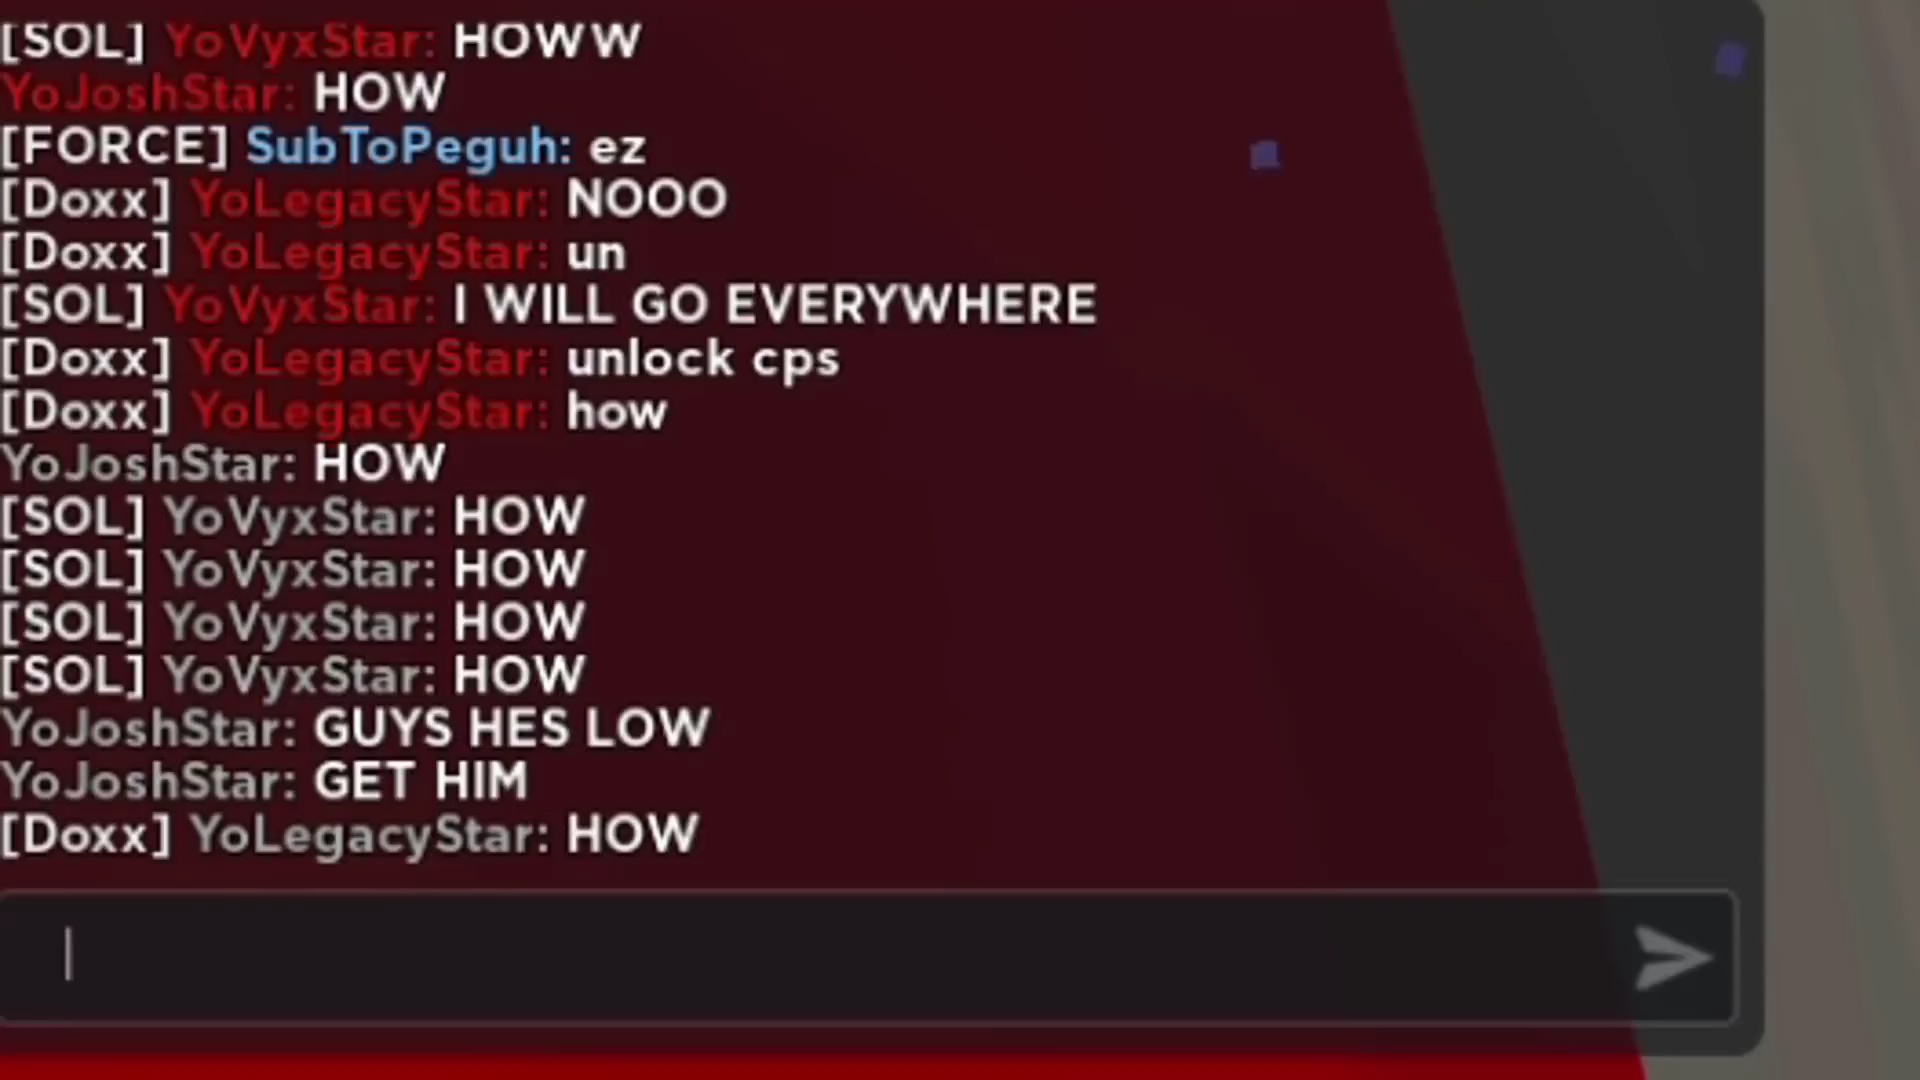 [SOL] YoVyxStar: HOWW
YoJoshStar: HOW
[FORCE] SubToPeguh: ez
[Doxx] YoLegacyStar: NOOO
[Doxx] YoLegacyStar: un
[SOL] YoVyxStar: I WILL GO EVERYWHERE
[Doxx] YoLegacyStar: unlock cps
[Doxx] YoLegacyStar: how
YoJoshStar: HOW
[SOL] YoVyxStar: HOW
[SOL] YoVyxStar: HOW
[SOL] YoVyxStar: HOW
[SOL] YoVyxStar: HOW
YoJoshStar: GUYS HES LOW
YoJoshStar: GET HIM
[Doxx] YoLegacyStar: HOW